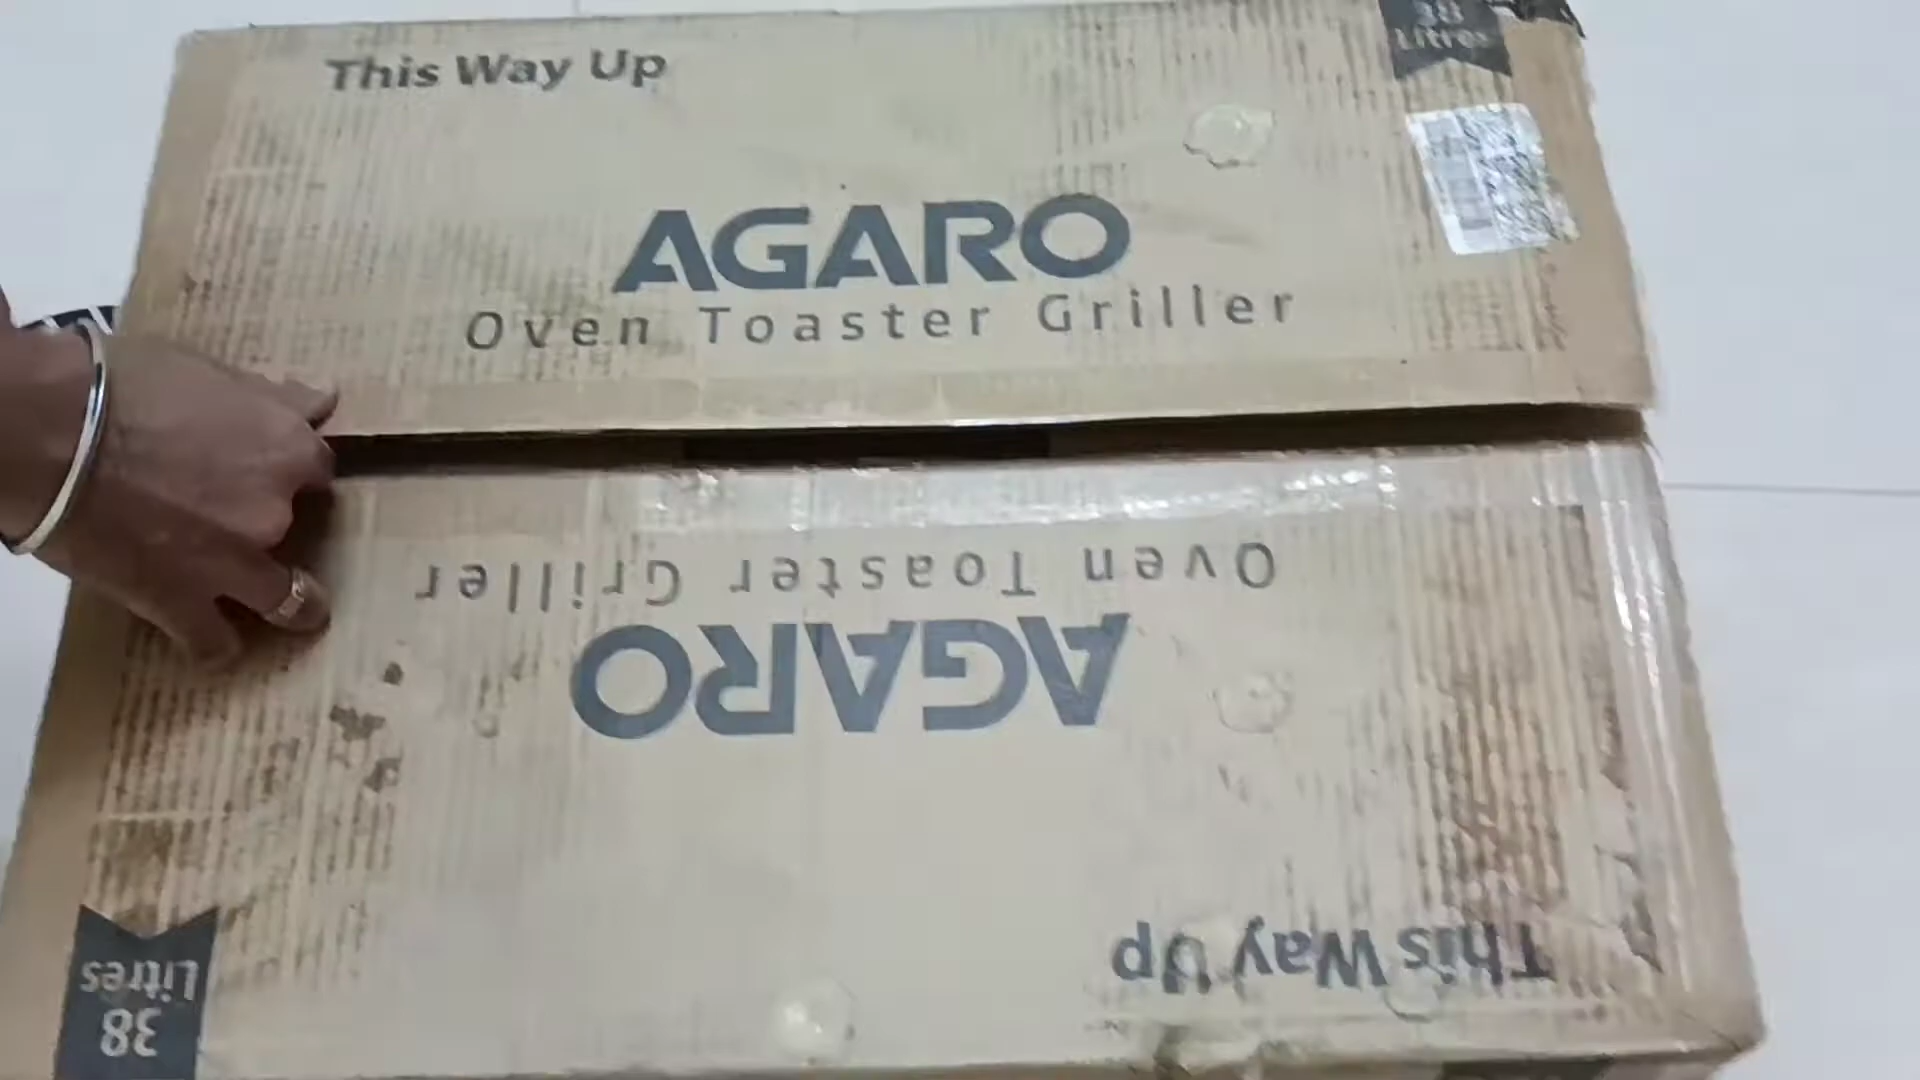 This Way Up
38
Litres
AGARO
Oven Toaster Griller
Oven Toaster Griller
AGARO
This Way Up
38
Litres